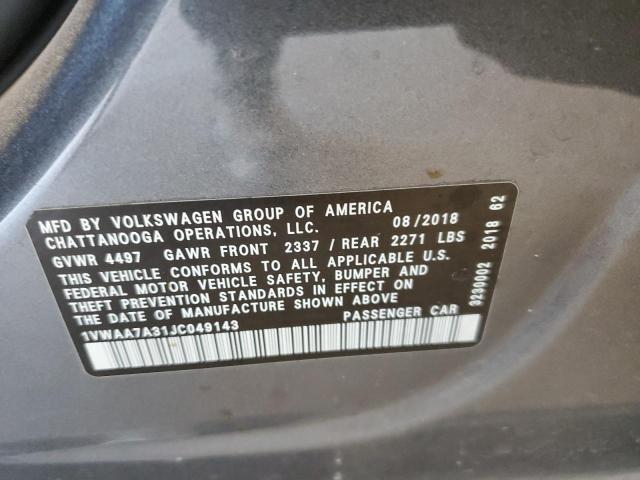 MFD BY VOLKSWAGEN GROUP OF AMERICA
CHATTANOOGA OPERATIONS, LLC. 08/2018
GVWR 4497 GAWR FRONT 2337 / REAR 2271 LBS
THIS VEHICLE CONFORMS TO ALL APPLICABLE U.S.
FEDERAL MOTOR VEHICLE SAFETY, BUMPER AND
THEFT PREVENTION STANDARDS IN EFFECT ON
THE DATE OF MANUFACTURE SHOWN ABOVE
1VWAA7A31JC049143 PASSENGER CAR
3230002 2018 62